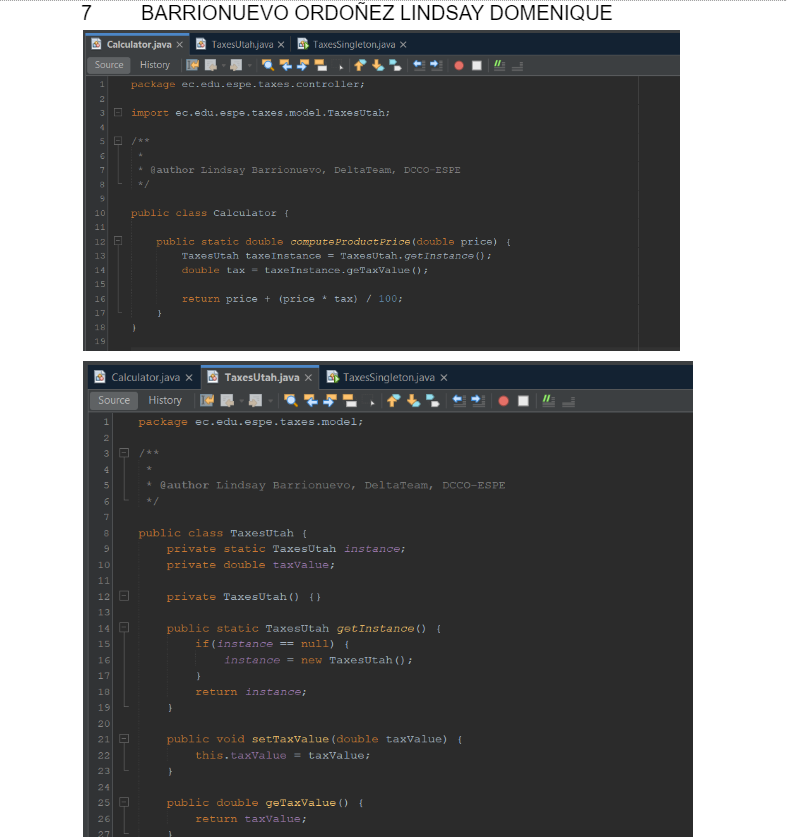 7 BARRIONUEVO ORDOÑEZ LINDSAY DOMENIQUE
Calculator.java × TaxesUtah.java × TaxesSingleton.java ×
Source History
1 package ec.edu.espe.taxes.controller;
2
3 import ec.edu.espe.taxes.model.TaxesUtah;
4
5 /**
6 *
7 * @author Lindsay Barrionuevo, DeltaTeam, DCCO-ESPE
8 */
9
10 public class Calculator {
11
12 public static double computeProductPrice(double price) {
13 TaxesUtah taxeInstance = TaxesUtah.getInstance();
14 double tax = taxeInstance.geTaxValue();
15
16 return price + (price * tax) / 100;
17 }
18 }
19
Calculator.java × TaxesUtah.java × TaxesSingleton.java ×
Source History
1 package ec.edu.espe.taxes.model;
2
3 /**
4 *
5 * @author Lindsay Barrionuevo, DeltaTeam, DCCO-ESPE
6 */
7
8 public class TaxesUtah {
9 private static TaxesUtah instance;
10 private double taxValue;
11
12 private TaxesUtah() {}
13
14 public static TaxesUtah getInstance() {
15 if(instance == null) {
16 instance = new TaxesUtah();
17 }
18 return instance;
19 }
20
21 public void setTaxValue(double taxValue) {
22 this.taxValue = taxValue;
23 }
24
25 public double geTaxValue() {
26 return taxValue;
27 }